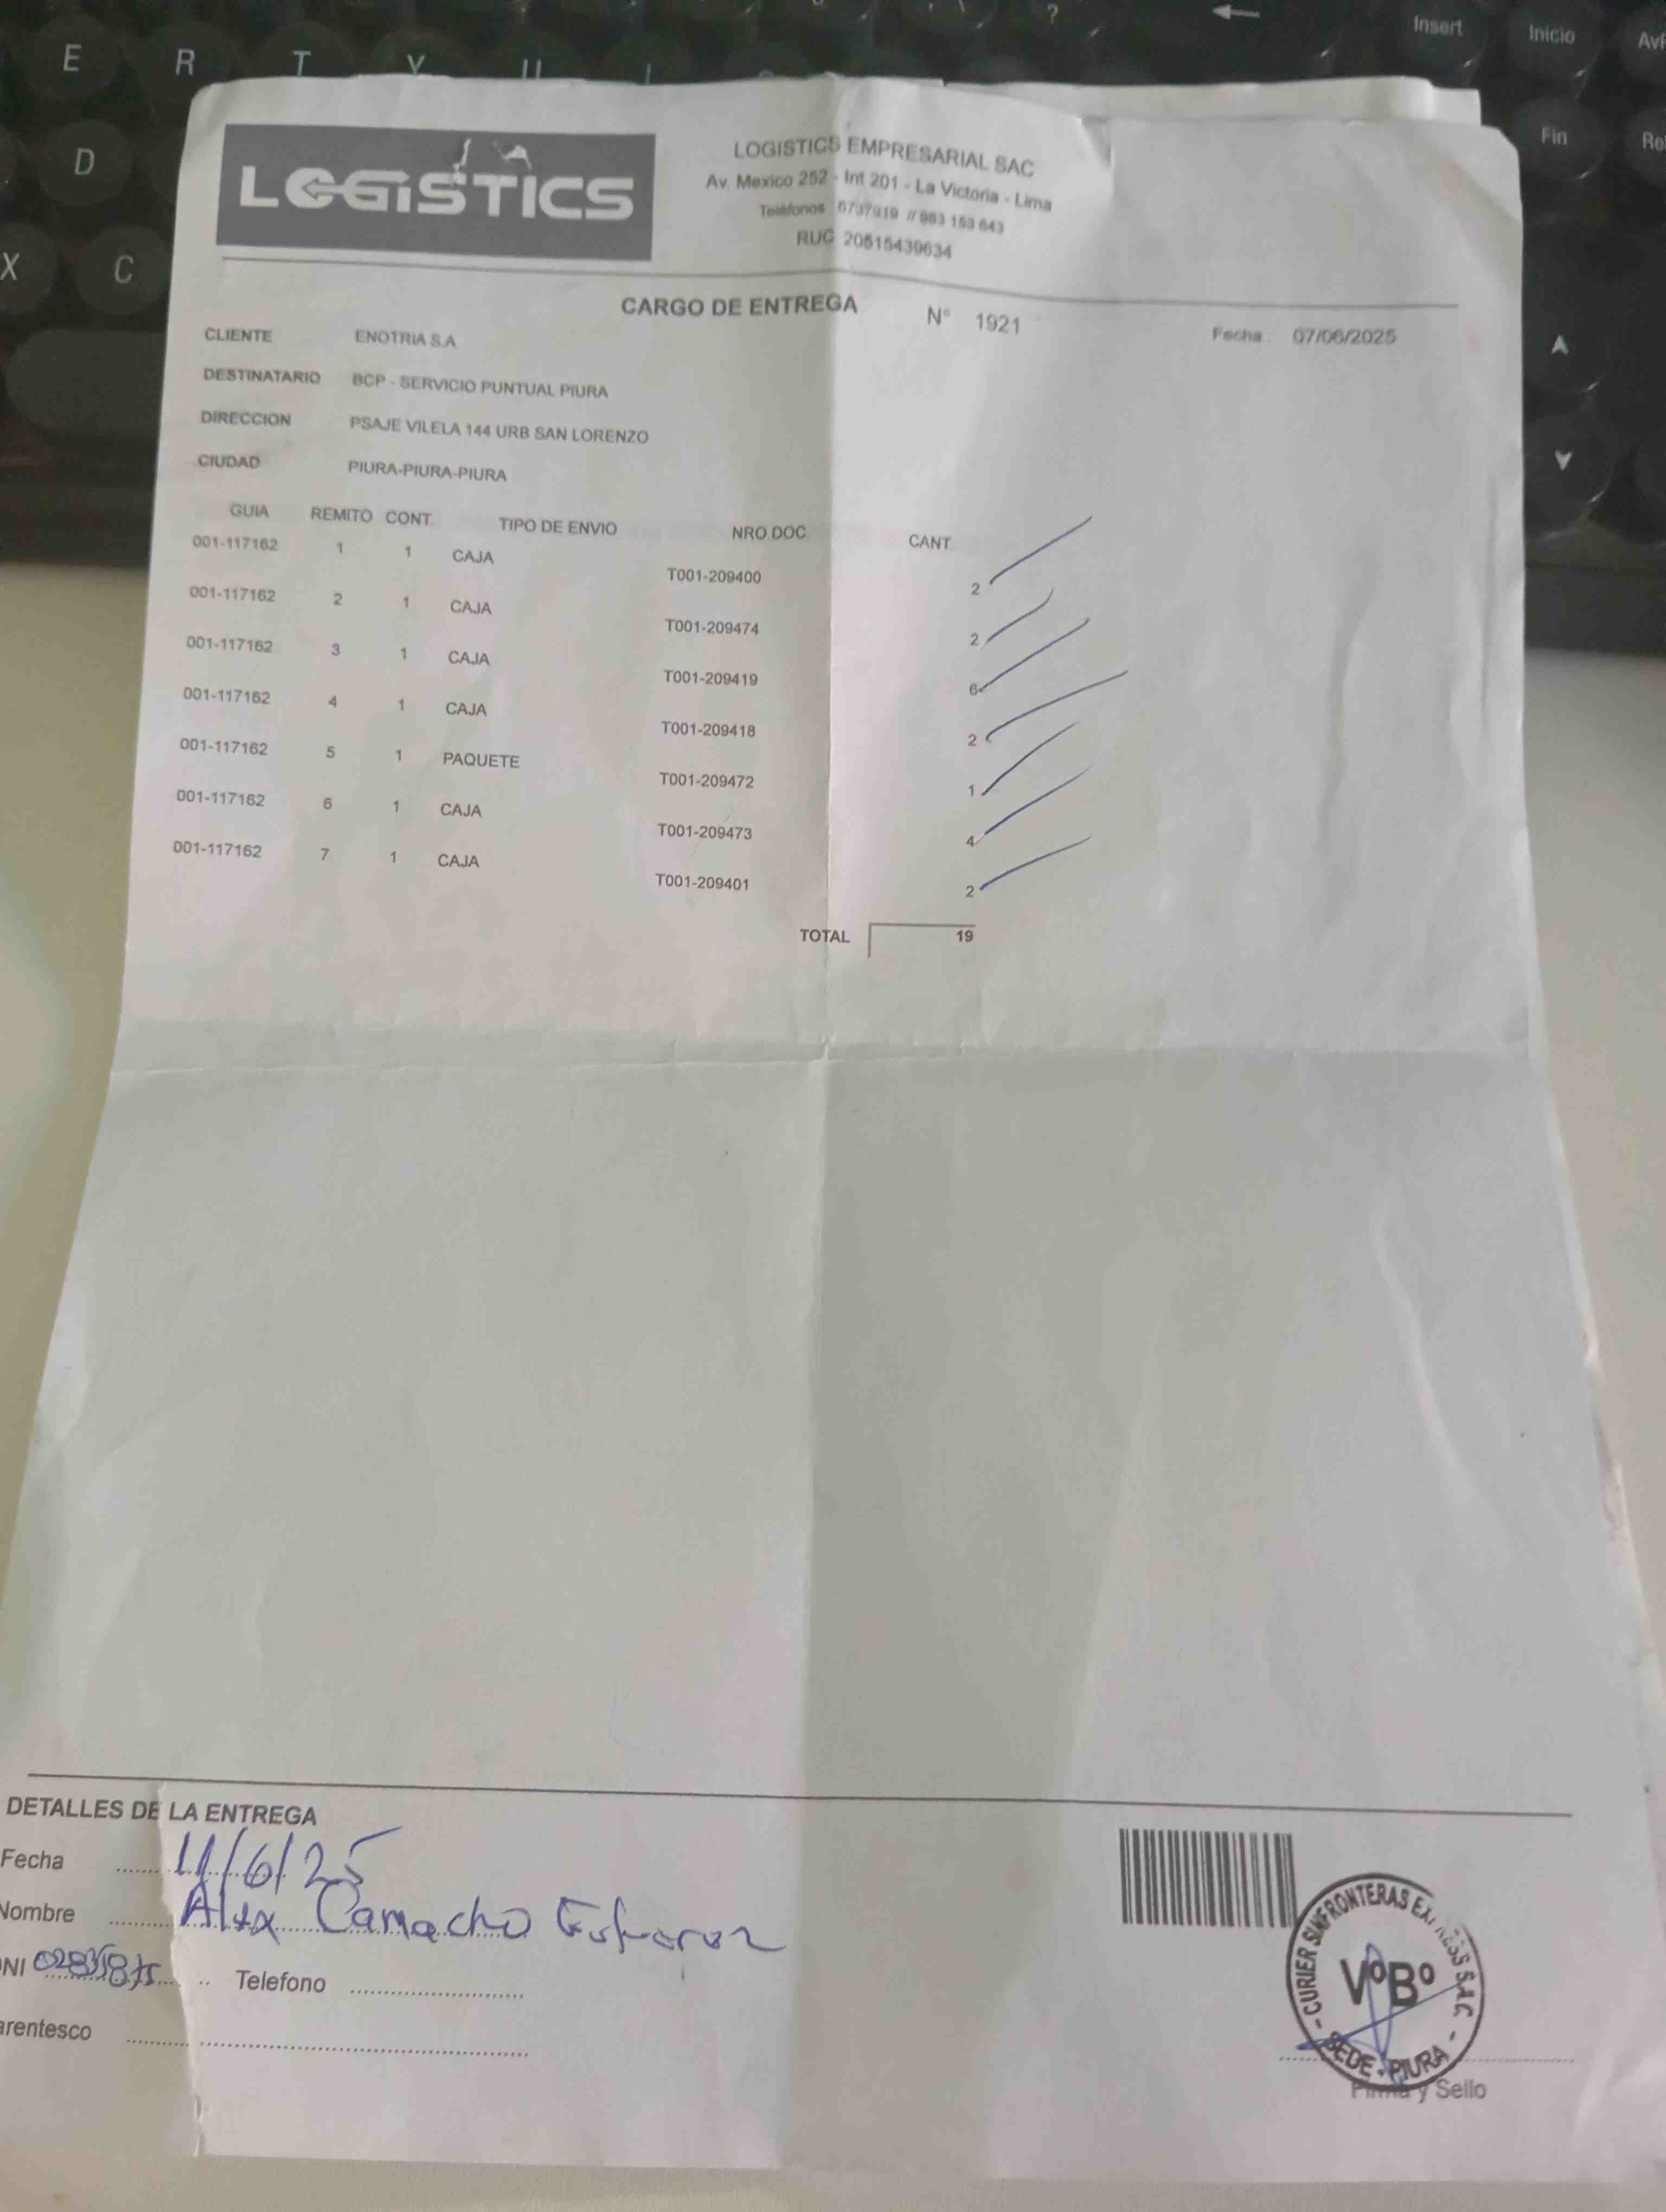 Insert
Inicio
E R T Y U I
Fin
D
X C
LOGISTICS
LOGISTICS EMPRESARIAL SAC
Av. Mexico 252 - Int 201 - La Victoria - Lima
Teléfonos 6737919 // 983 153 643
RUC 20515439634
CARGO DE ENTREGA N° 1921 Fecha : 07/06/2025
CLIENTE ENOTRIA S.A
DESTINATARIO BCP - SERVICIO PUNTUAL PIURA
DIRECCION PSAJE VILELA 144 URB SAN LORENZO
CIUDAD PIURA-PIURA-PIURA
GUIA REMITO CONT. TIPO DE ENVIO NRO.DOC. CANT.
001-117162 1 1 CAJA T001-209400 2
001-117162 2 1 CAJA T001-209474 2
001-117162 3 1 CAJA T001-209419 6
001-117162 4 1 CAJA T001-209418 2
001-117162 5 1 PAQUETE T001-209472 1
001-117162 6 1 CAJA T001-209473 4
001-117162 7 1 CAJA T001-209401 2
TOTAL 19
DETALLES DE LA ENTREGA
Fecha 11/6/25
Nombre Alex Camacho
NI
Telefono
arentesco
CURIER SINFRONTERAS EXPRESS S.A.C.
VºBº
SEDE - PIURA
Firma y Sello